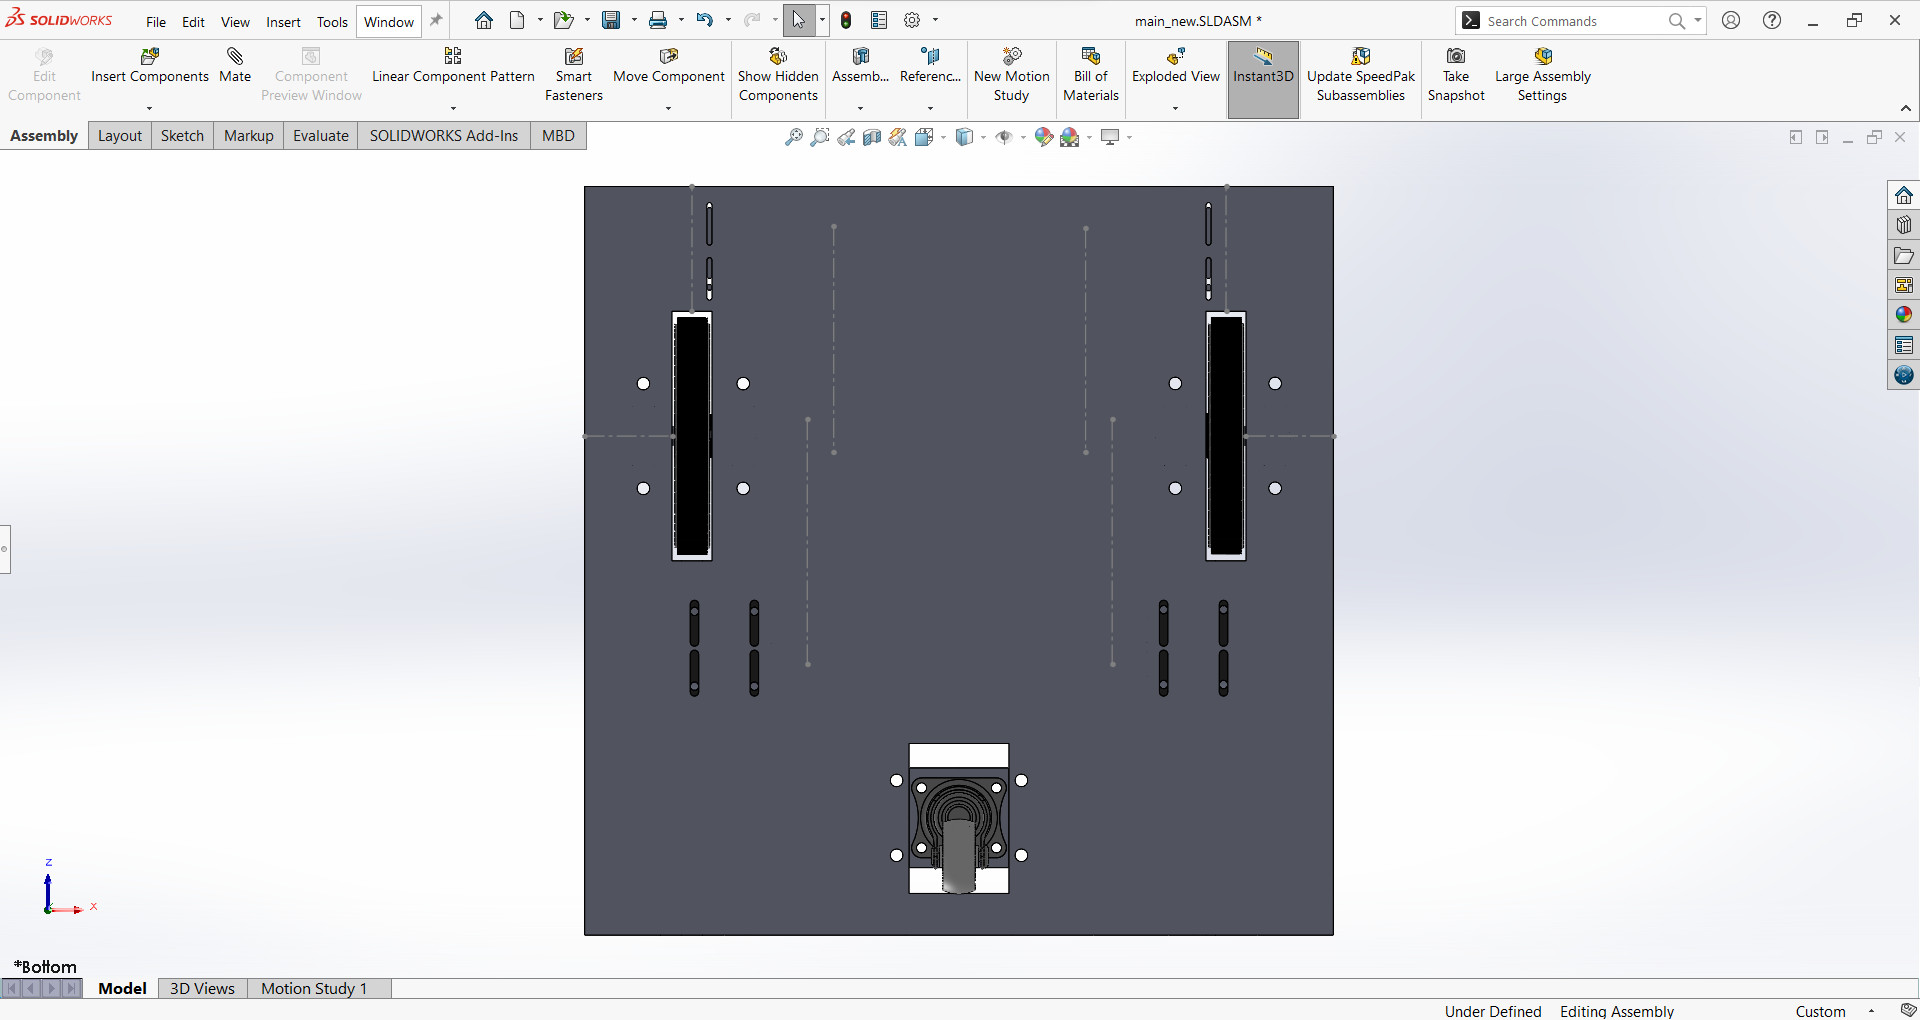 SOLIDWORKS File Edit View Insert Tools Window main_new.SLDASM * Search Commands
Edit Component
Insert Components
Mate
Component Preview Window
Linear Component Pattern
Smart Fasteners
Move Component
Show Hidden Components
Assemb...
Referenc...
New Motion Study
Bill of Materials
Exploded View
Instant3D
Update SpeedPak Subassemblies
Take Snapshot
Large Assembly Settings
Assembly Layout Sketch Markup Evaluate SOLIDWORKS Add-Ins MBD
Z
X
*Bottom
Model 3D Views Motion Study 1
Under Defined Editing Assembly Custom